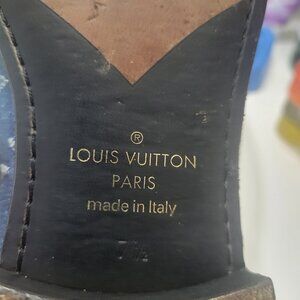 ®
LOUIS VUITTON
PARIS
made in Italy
7½